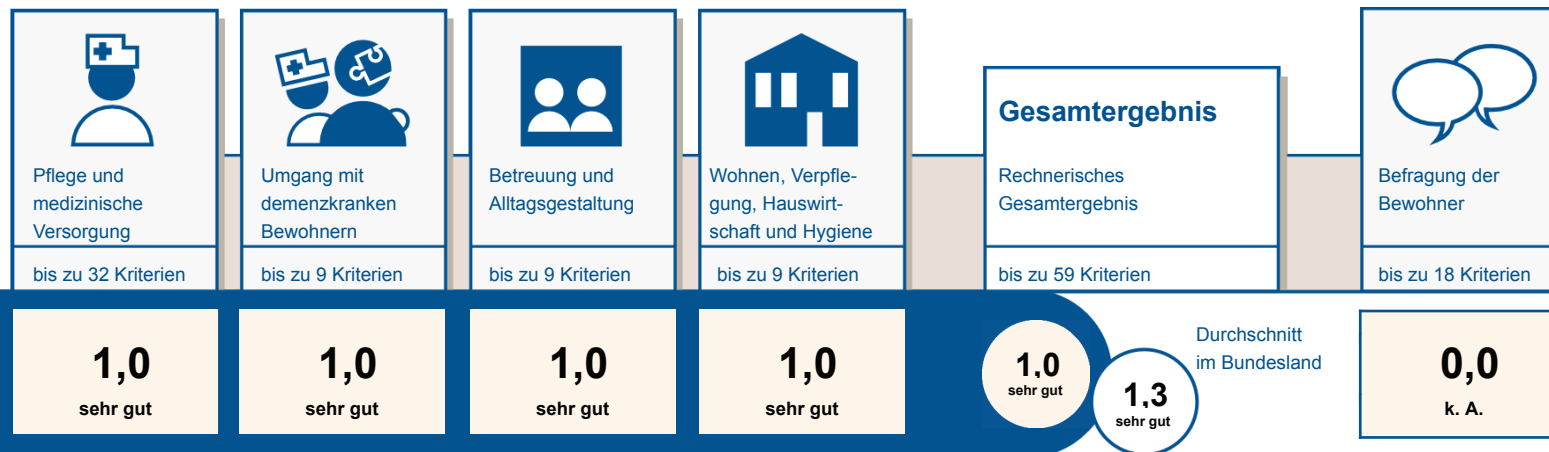 Pflege und
medizinische
Versorgung
bis zu 32 Kriterien
1,0
sehr gut
Umgang mit
demenzkranken
Bewohnern
bis zu 9 Kriterien
1,0
sehr gut
Betreuung und
Alltagsgestaltung
bis zu 9 Kriterien
1,0
sehr gut
Wohnen, Verpfle-
gung, Hauswirt-
schaft und Hygiene
bis zu 9 Kriterien
1,0
sehr gut
Gesamtergebnis
Rechnerisches
Gesamtergebnis
bis zu 59 Kriterien
1,0
sehr gut
1,3
sehr gut
Durchschnitt
im Bundesland
Befragung der
Bewohner
bis zu 18 Kriterien
0,0
k. A.